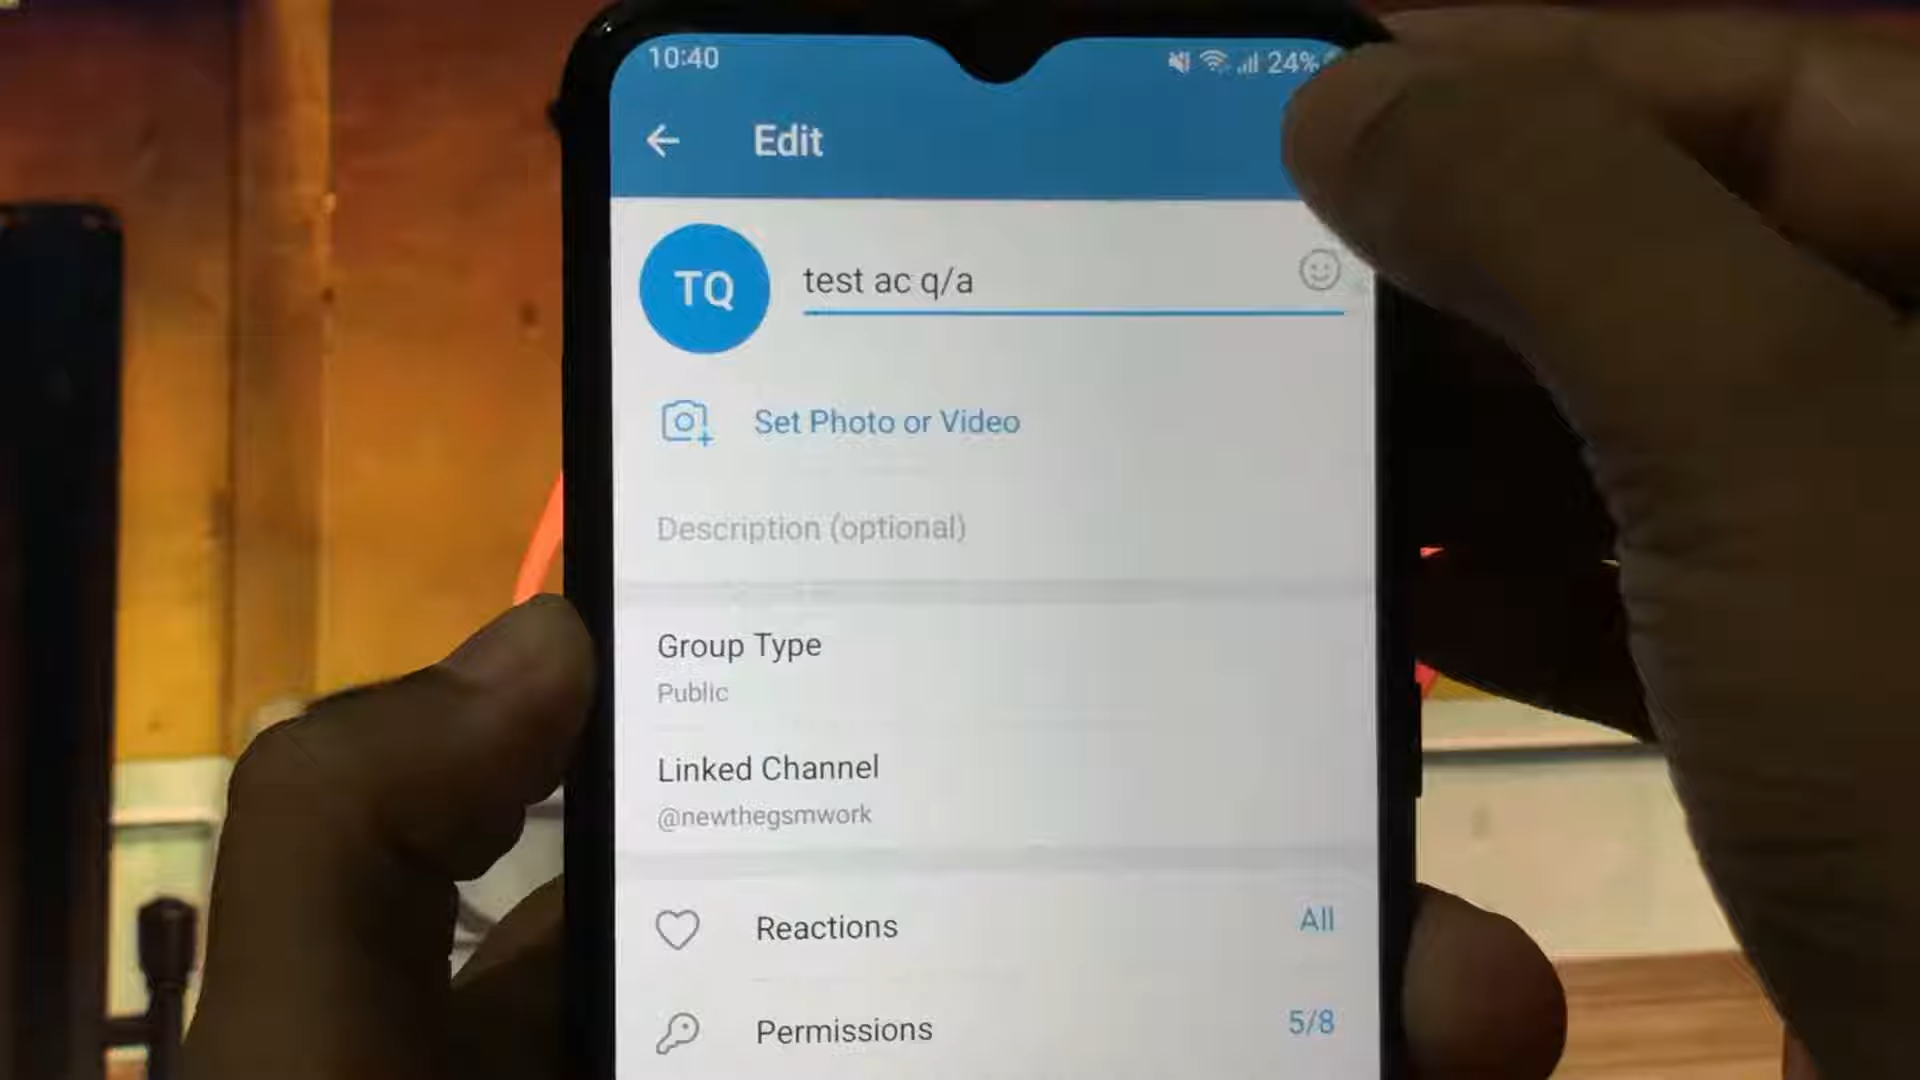 10:40
24%
Edit
TQ
test ac q/a
Set Photo or Video
Description (optional)
Group Type
Public
Linked Channel
@newthegsmwork
Reactions
All
Permissions
5/8